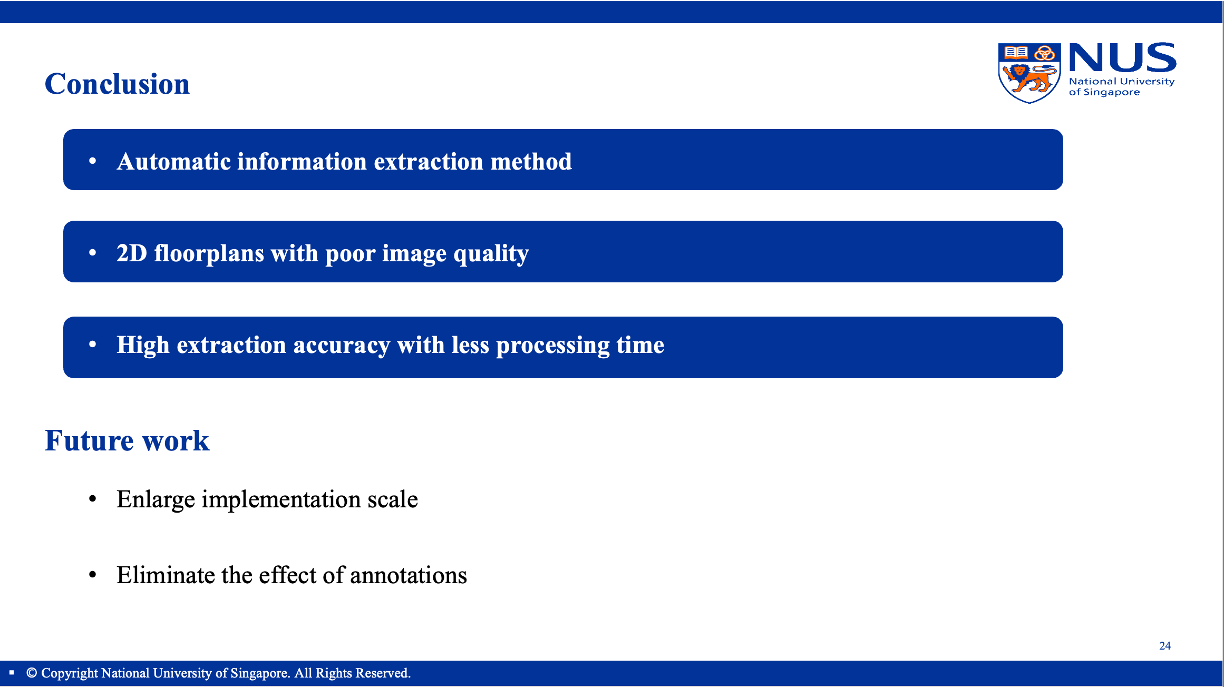 Conclusion
NUS
National University
of Singapore
• Automatic information extraction method
• 2D floorplans with poor image quality
• High extraction accuracy with less processing time
Future work
• Enlarge implementation scale
• Eliminate the effect of annotations
24
▪ © Copyright National University of Singapore. All Rights Reserved.